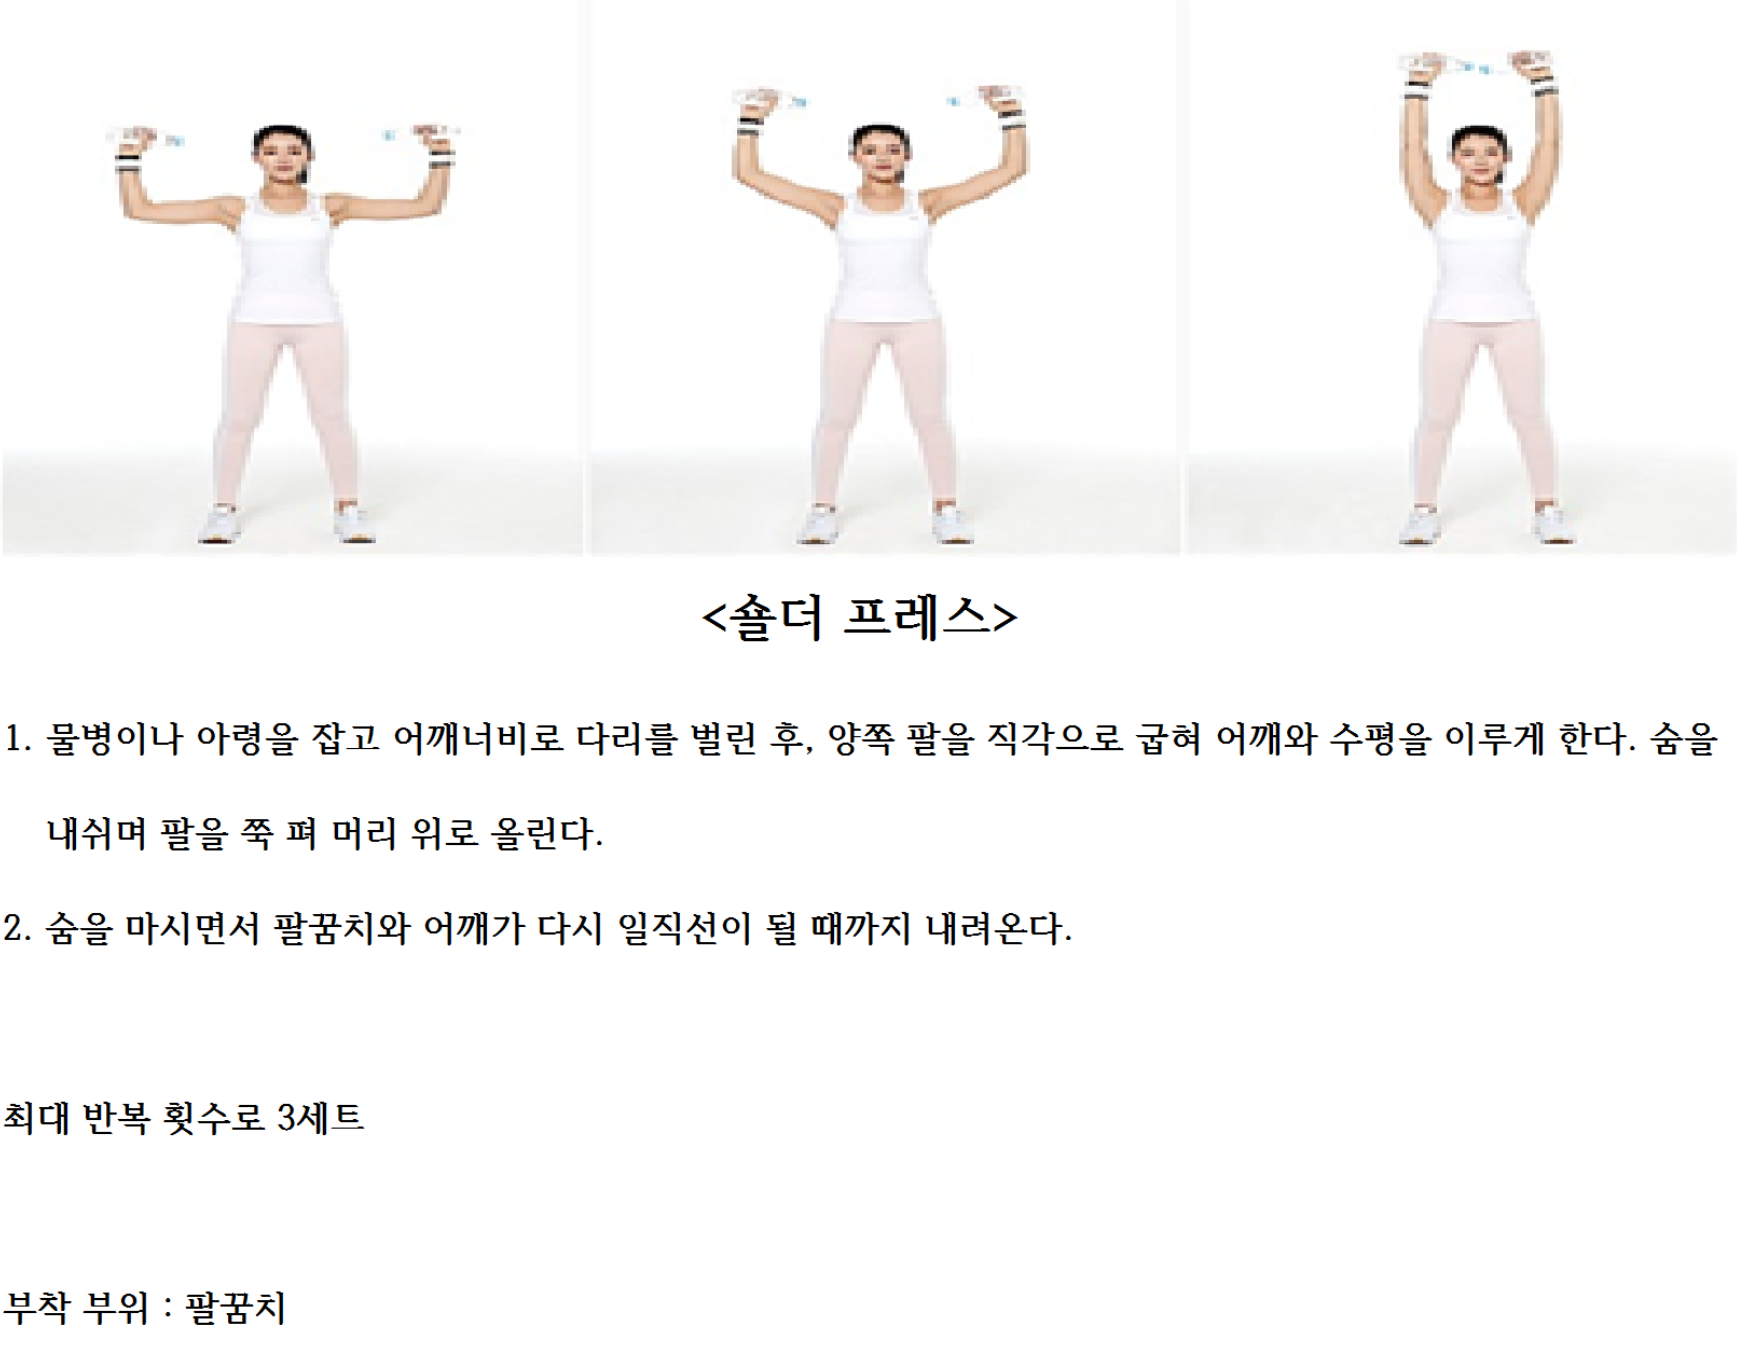 <숄더 프레스>
1. 물병이나 아령을 잡고 어깨너비로 다리를 벌린 후, 양쪽 팔을 직각으로 굽혀 어깨와 수평을 이루게 한다. 숨을
내쉬며 팔을 쭉 펴 머리 위로 올린다.
2. 숨을 마시면서 팔꿈치와 어깨가 다시 일직선이 될 때까지 내려온다.
최대 반복 횟수로 3세트
부착 부위 : 팔꿈치